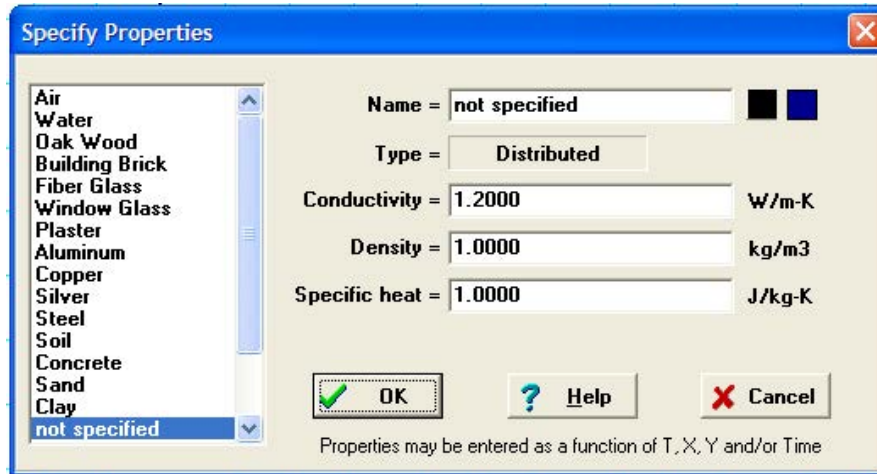 Specify Properties
Air
Water
Oak Wood
Building Brick
Fiber Glass
Window Glass
Plaster
Aluminum
Copper
Silver
Steel
Soil
Concrete
Sand
Clay
not specified
Name = not specified
Type = Distributed
Conductivity = 1.2000 W/m-K
Density = 1.0000 kg/m3
Specific heat = 1.0000 J/kg-K
OK
? Help
Cancel
Properties may be entered as a function of T, X, Y and/or Time